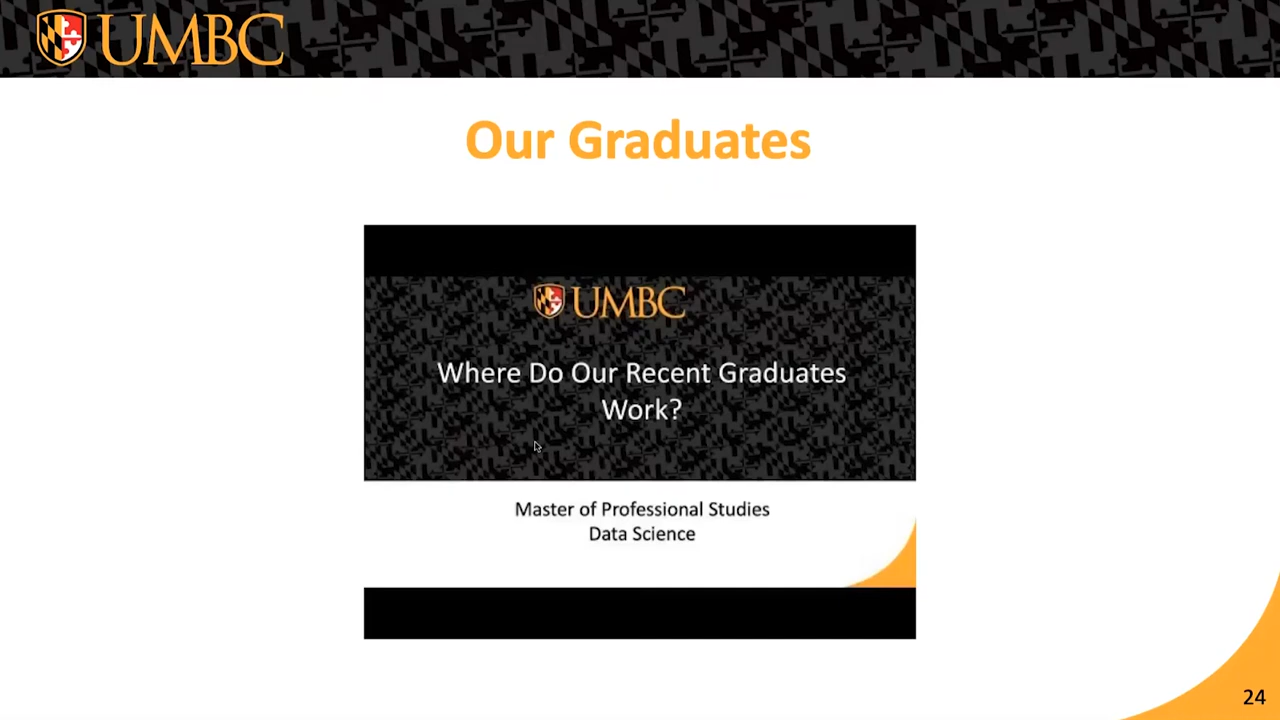 UMBC
Our Graduates
UMBC
Where Do Our Recent Graduates
Work?
Master of Professional Studies
Data Science
24